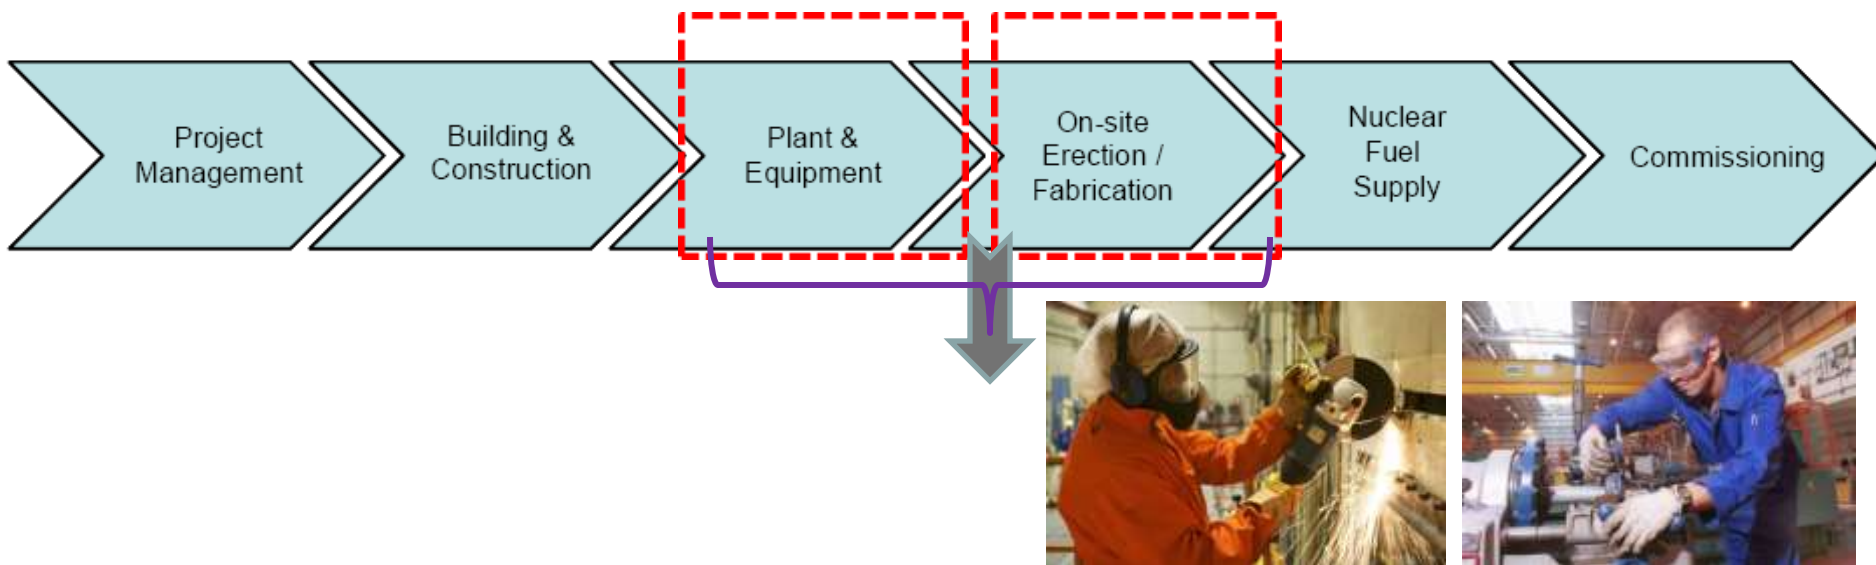 Project
Management
Building &
Construction
Plant &
Equipment
On-site
Erection /
Fabrication
Nuclear
Fuel
Supply
Commissioning